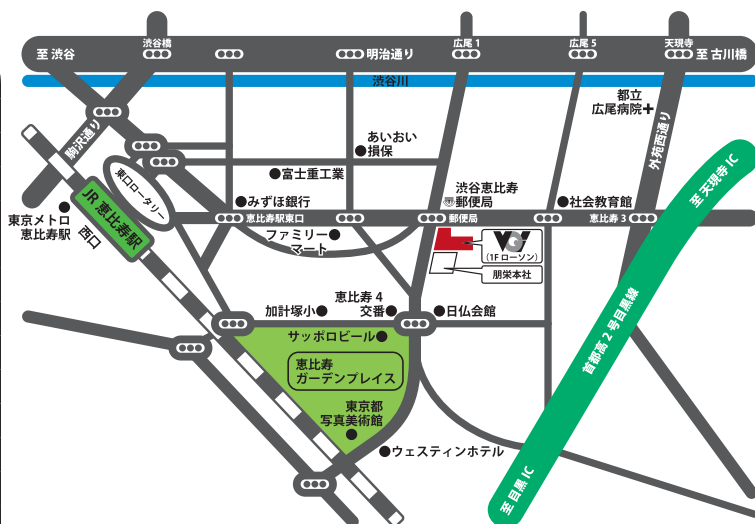 至 渋谷
渋谷橋
明治通り
広尾 1
広尾 5
天現寺
至 古川橋
渋谷川
都立
広尾病院
駒沢通り
あいおい
損保
富士重工業
外苑西通り
至 天現寺 IC
東口ロータリー
みずほ銀行
渋谷恵比寿
郵便局
社会教育館
東京メトロ
恵比寿駅
JR 恵比寿駅
西口
恵比寿駅東口
郵便局
恵比寿 3
ファミリー
マート
(1F ローソン)
朋栄本社
恵比寿 4
交番
加計塚小
日仏会館
サッポロビール
恵比寿
ガーデンプレイス
首都高 2 号目黒線
東京都
写真美術館
ウェスティンホテル
至 目黒 IC